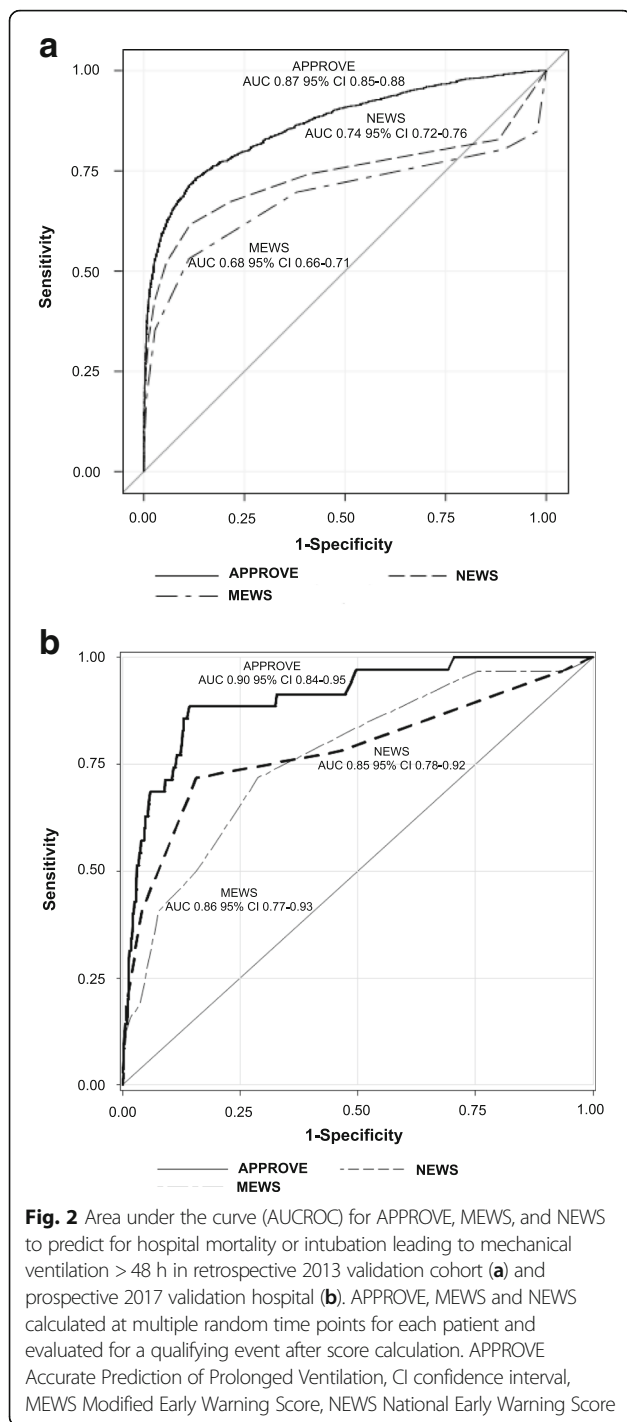 a
APPROVE
AUC 0.87 95% CI 0.85-0.88
NEWS
AUC 0.74 95% CI 0.72-0.76
MEWS
AUC 0.68 95% CI 0.66-0.71
Sensitivity
1.00
0.75
0.50
0.25
0.00
0.00 0.25 0.50 0.75 1.00
1-Specificity
APPROVE NEWS
MEWS
b
APPROVE
AUC 0.90 95% CI 0.84-0.95
NEWS
AUC 0.85 95% CI 0.78-0.92
MEWS
AUC 0.86 95% CI 0.77-0.93
Sensitivity
1.00
0.75
0.50
0.25
0.00
0.00 0.25 0.50 0.75 1.00
1-Specificity
APPROVE NEWS
MEWS
Fig. 2 Area under the curve (AUCROC) for APPROVE, MEWS, and NEWS
to predict for hospital mortality or intubation leading to mechanical
ventilation > 48 h in retrospective 2013 validation cohort (a) and
prospective 2017 validation hospital (b). APPROVE, MEWS and NEWS
calculated at multiple random time points for each patient and
evaluated for a qualifying event after score calculation. APPROVE
Accurate Prediction of Prolonged Ventilation, CI confidence interval,
MEWS Modified Early Warning Score, NEWS National Early Warning Score